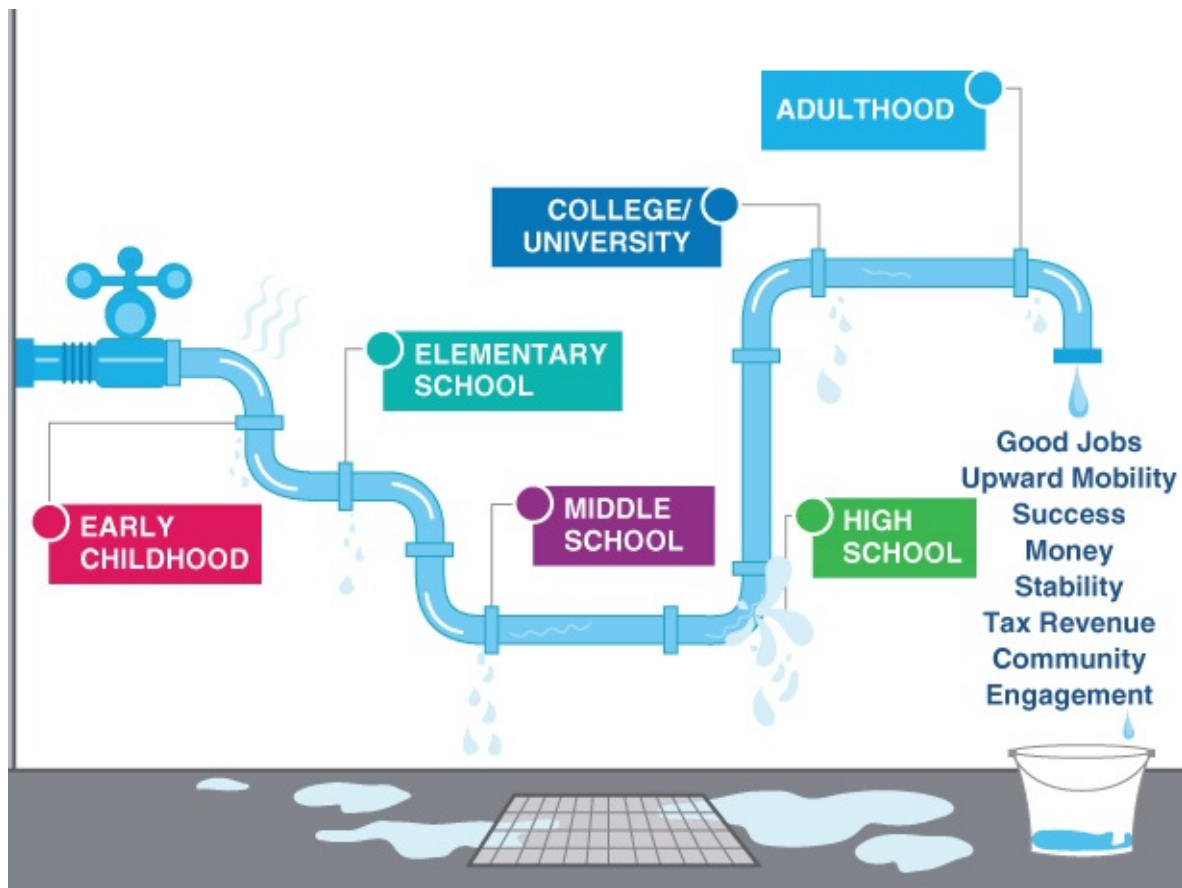 ADULTHOOD
COLLEGE/
UNIVERSITY
ELEMENTARY
SCHOOL
EARLY
CHILDHOOD
MIDDLE
SCHOOL
HIGH
SCHOOL
Good Jobs
Upward Mobility
Success
Money
Stability
Tax Revenue
Community
Engagement